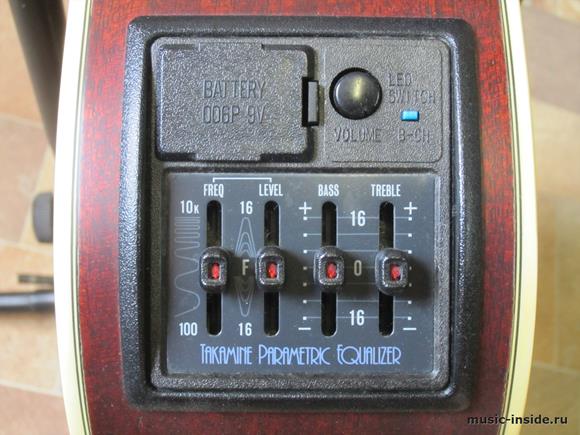 BATTERY
006P 9V
LED
SWITCH
VOLUME B-CH
FREQ LEVEL BASS TREBLE
10K 16 + 16 +
F 0
100 16 - 16 -
TAKAMINE PARAMETRIC EQUALIZER
music-inside.ru